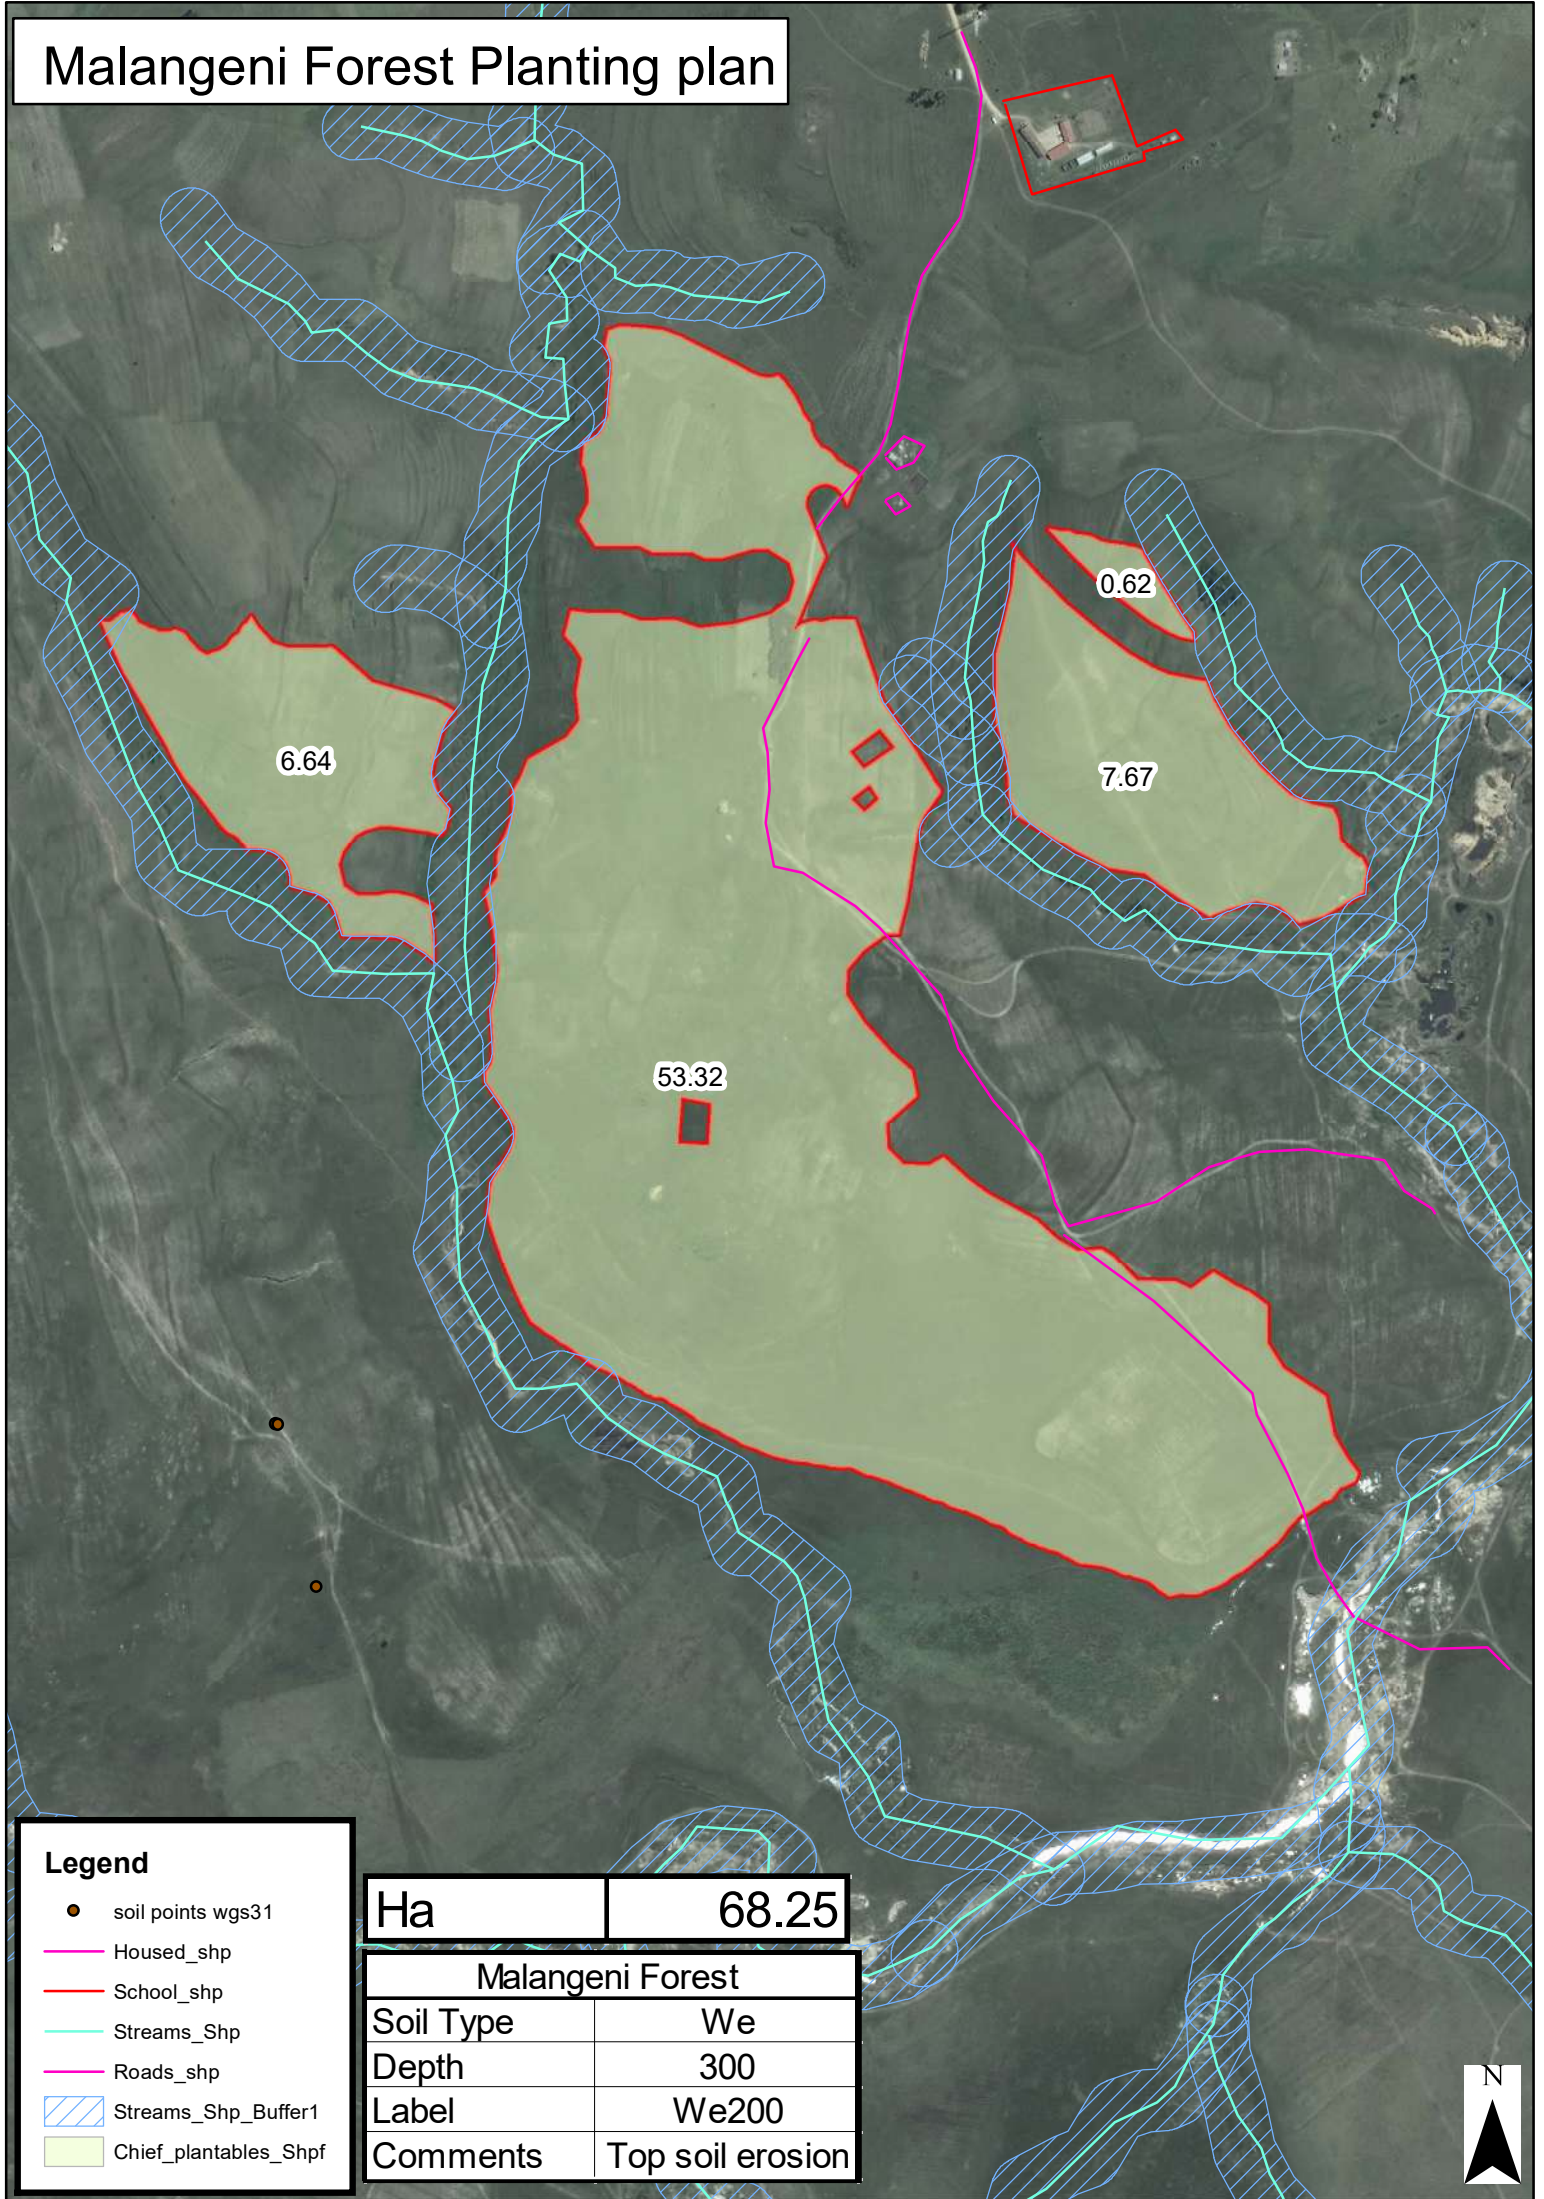 Malangeni Forest Planting plan
0.62
6.64
7.67
53.32
Legend
soil points wgs31
Housed_shp
School_shp
Streams_Shp
Roads_shp
Streams_Shp_Buffer1
Chief_plantables_Shpf
Ha 68.25
Malangeni Forest
Soil Type We
Depth 300
Label We200
Comments Top soil erosion
N